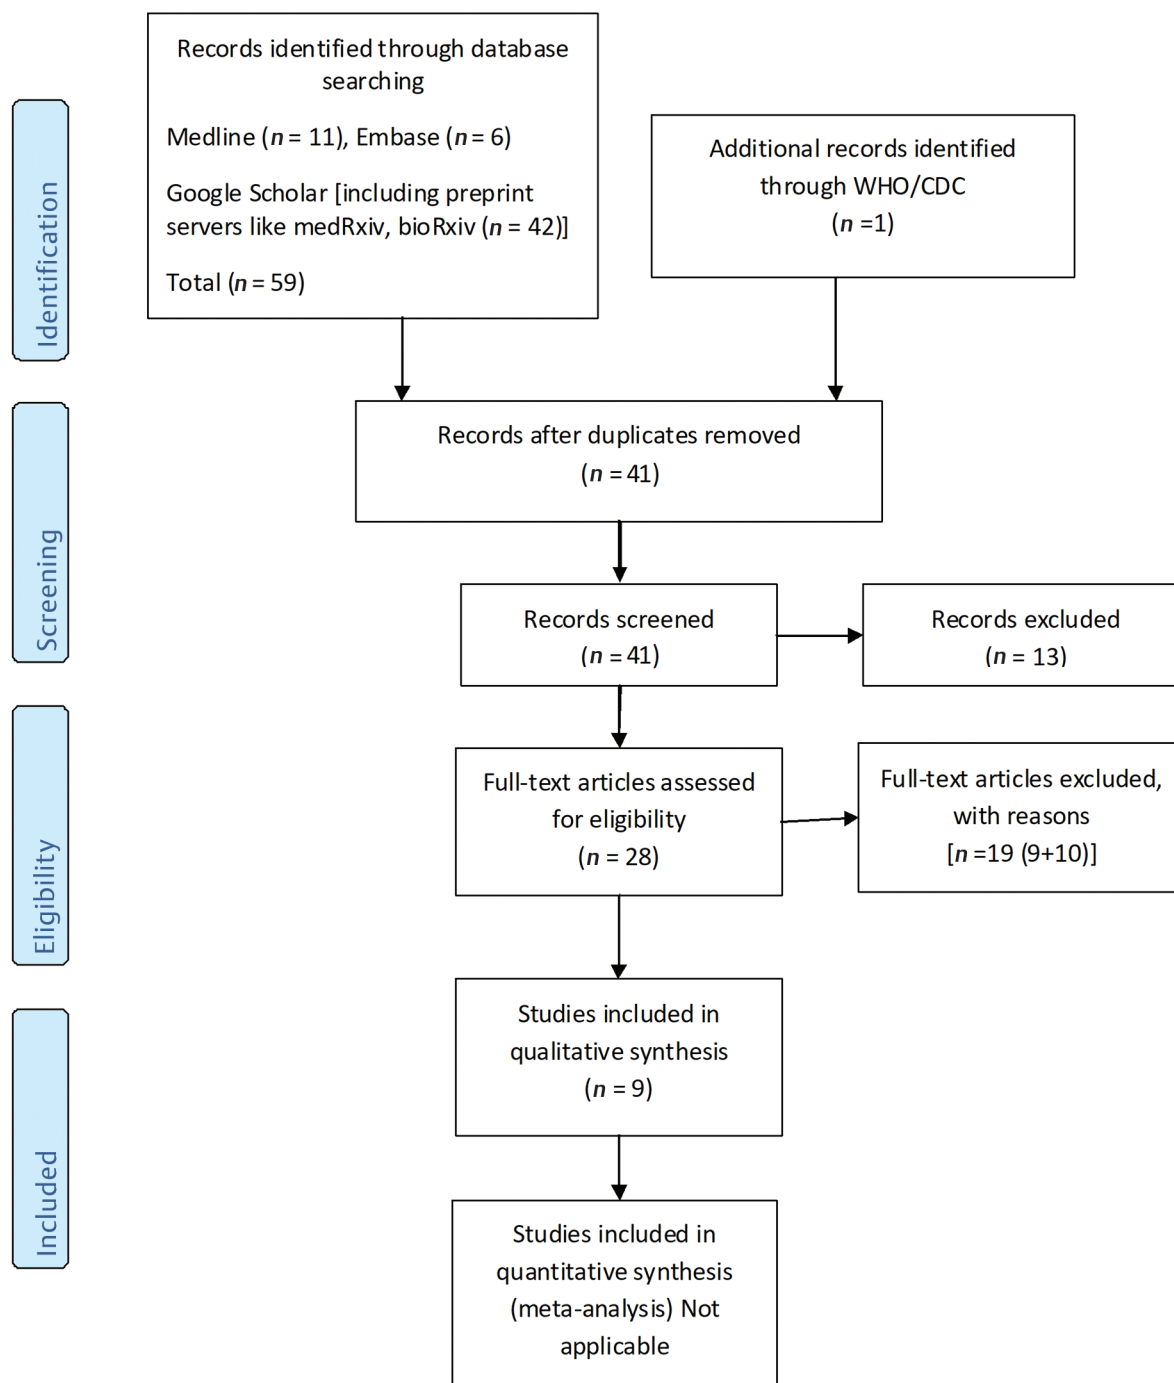 Identification
Records identified through database
searching
Medline (n = 11), Embase (n = 6)
Google Scholar [including preprint
servers like medRxiv, bioRxiv (n = 42)]
Total (n = 59)
Additional records identified
through WHO/CDC
(n =1)
Screening
Records after duplicates removed
(n = 41)
Records screened
(n = 41)
Records excluded
(n = 13)
Eligibility
Full-text articles assessed
for eligibility
(n = 28)
Full-text articles excluded,
with reasons
[n =19 (9+10)]
Included
Studies included in
qualitative synthesis
(n = 9)
Studies included in
quantitative synthesis
(meta-analysis) Not
applicable